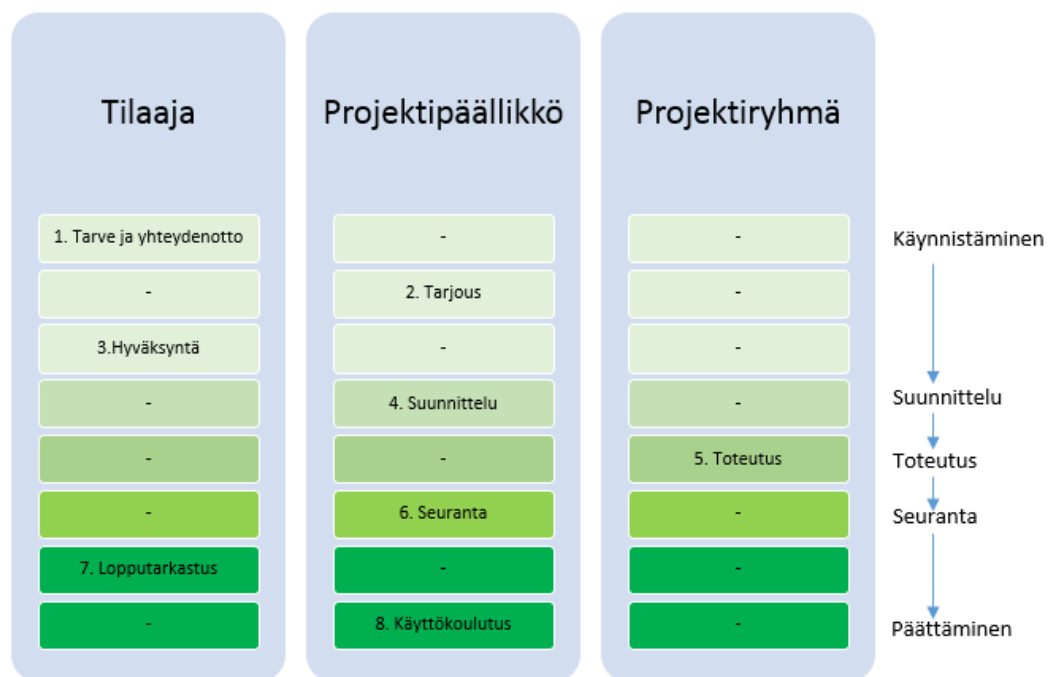 Tilaaja
Projektipäällikkö
Projektiryhmä
1. Tarve ja yhteydenotto
-
-
Käynnistäminen
-
2. Tarjous
-
3.Hyväksyntä
-
-
-
4. Suunnittelu
-
Suunnittelu
-
-
5. Toteutus
Toteutus
-
6. Seuranta
-
Seuranta
7. Lopputarkastus
-
-
-
8. Käyttökoulutus
-
Päättäminen